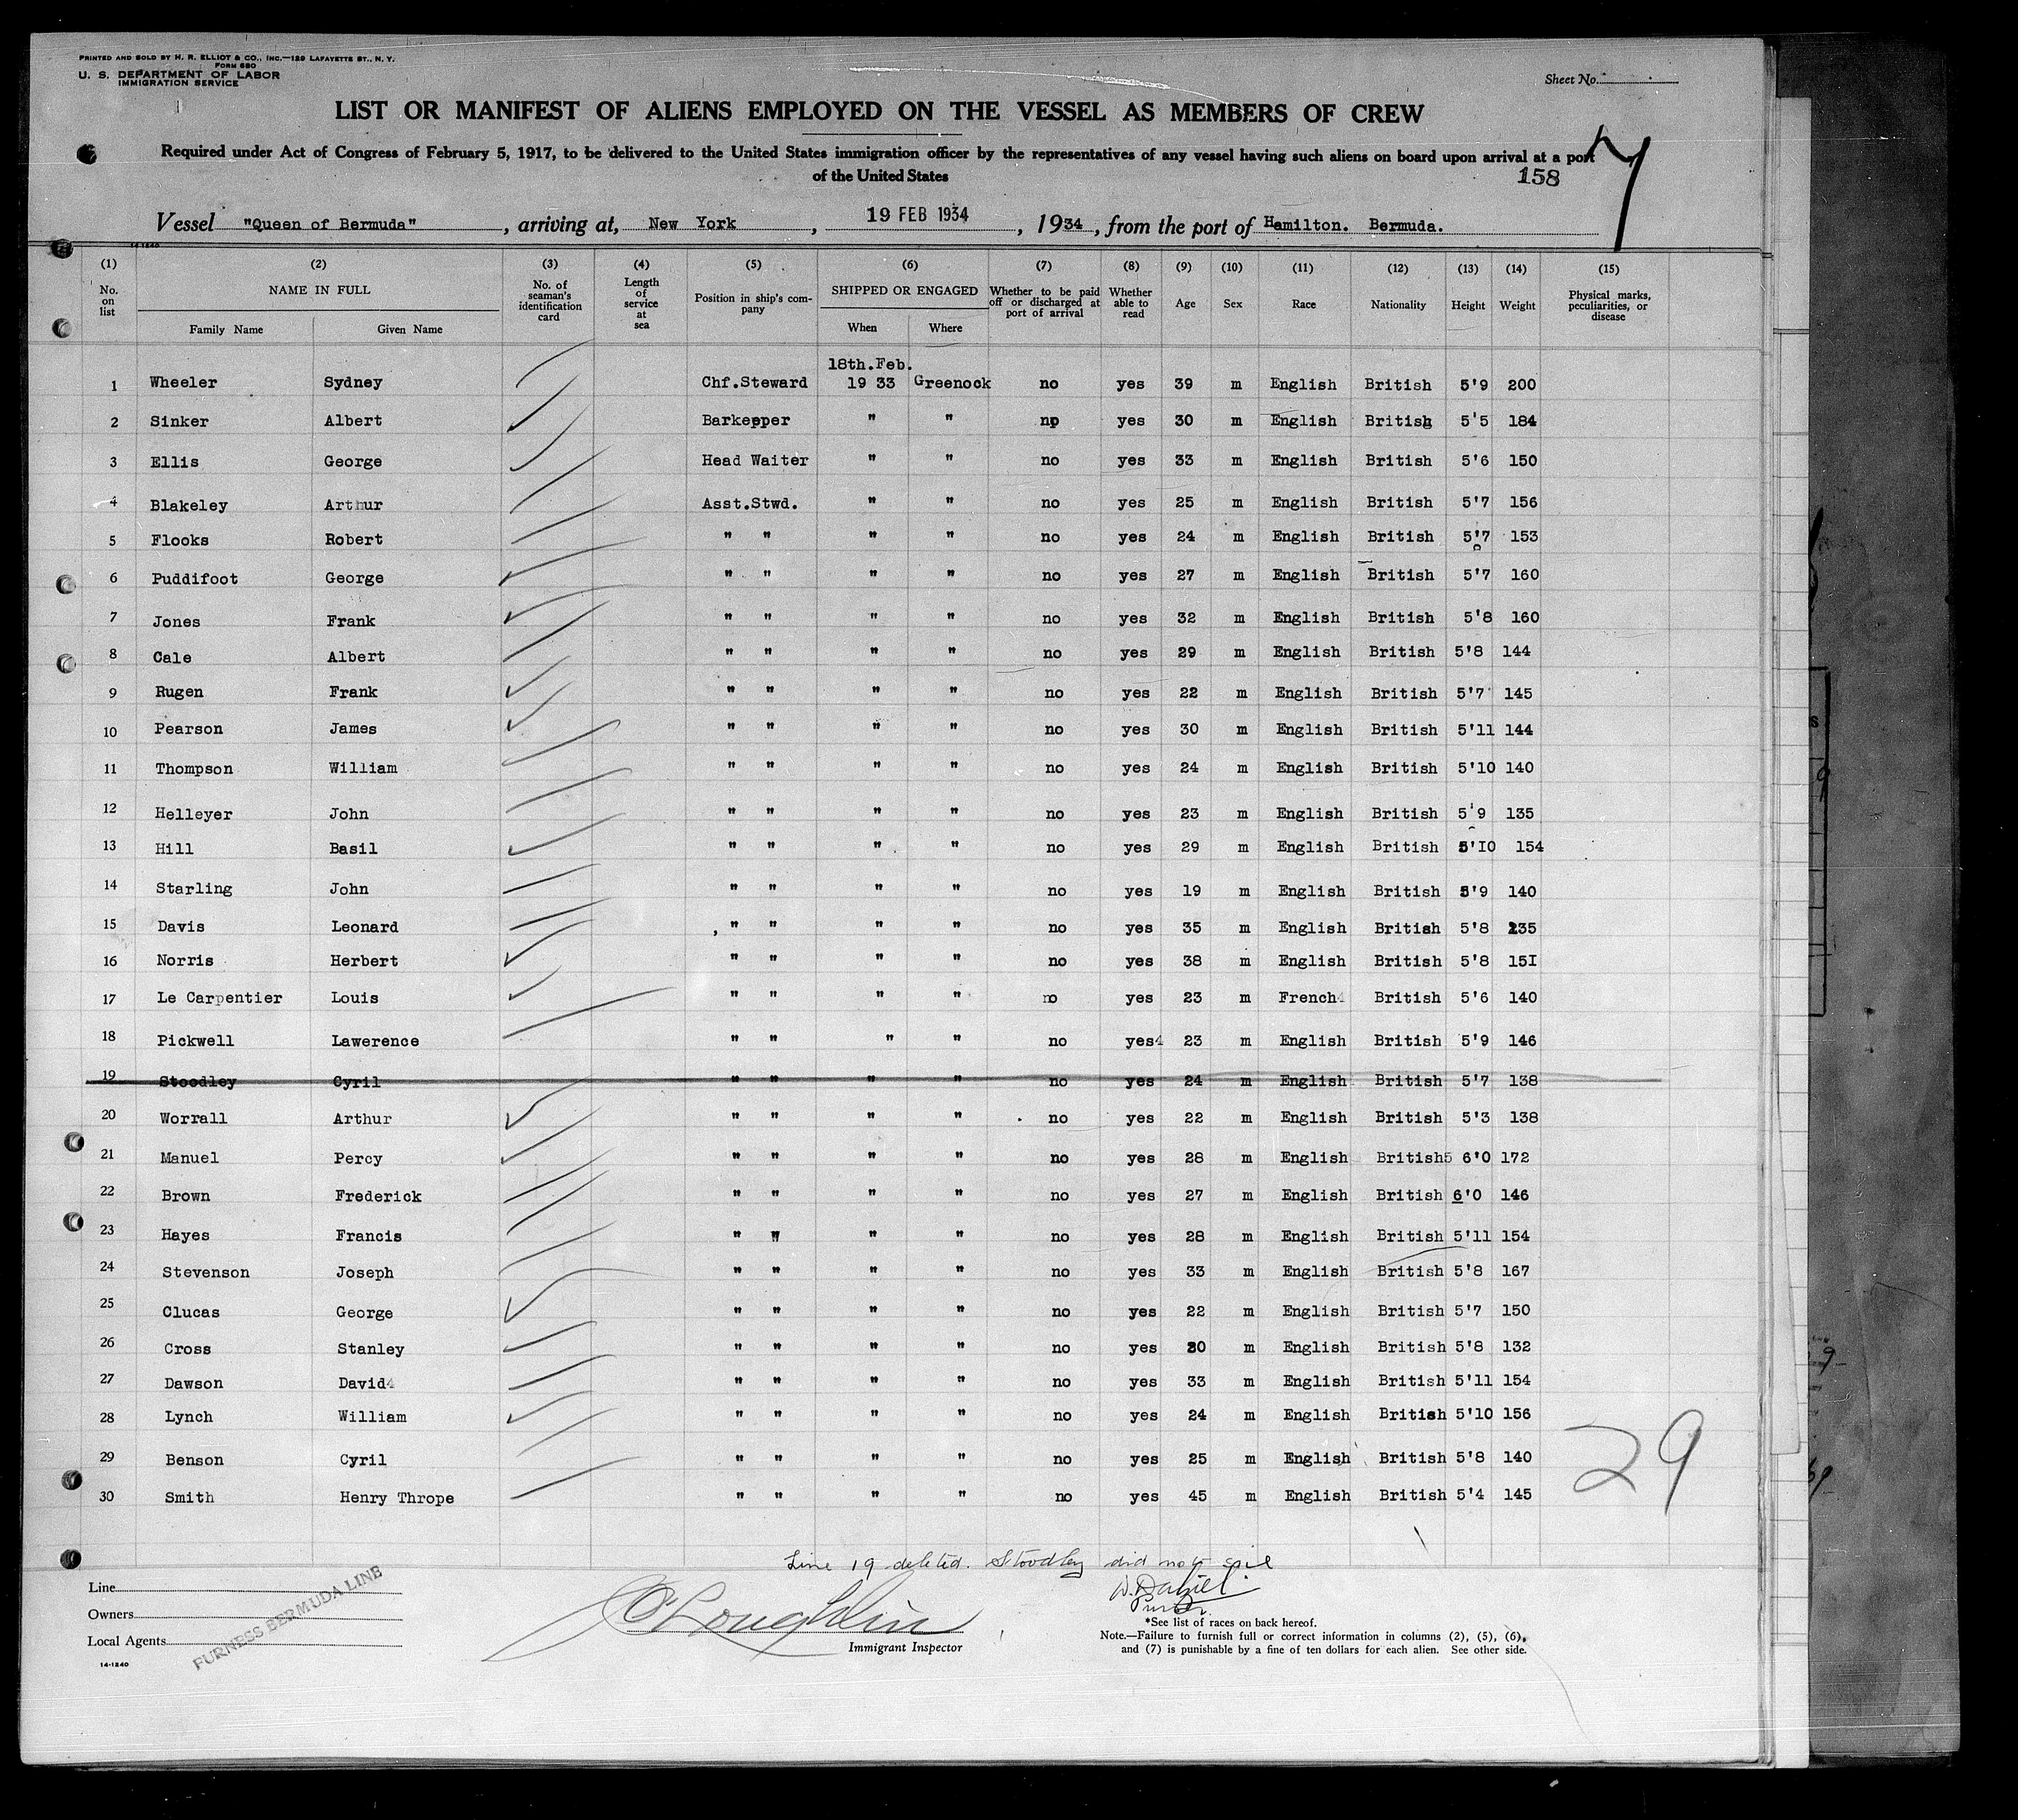 PRINTED AND SOLD BY H. R. ELLIOT & CO., INC.—129 LAFAYETTE ST., N. Y.
FORM 680
U. S. DEPARTMENT OF LABOR
IMMIGRATION SERVICE
Sheet No.
LIST OR MANIFEST OF ALIENS EMPLOYED ON THE VESSEL AS MEMBERS OF CREW
Required under Act of Congress of February 5, 1917, to be delivered to the United States immigration officer by the representatives of any vessel having such aliens on board upon arrival at a port
of the United States
158
7
Vessel "Queen of Bermuda", arriving at, New York, 19 FEB 1934, 1934, from the port of Hamilton. Bermuda.
14-1240
(1) (2) (3) (4) (5) (6) (7) (8) (9) (10) (11) (12) (13) (14) (15)
No. on list NAME IN FULL Family Name Given Name No. of seaman's identification card Length of service at sea Position in ship's company SHIPPED OR ENGAGED When Where Whether to be paid off or discharged at port of arrival Whether able to read Age Sex Race Nationality Height Weight Physical marks, peculiarities, or disease
18th.Feb.
1 Wheeler Sydney Chf.Steward 19 33 Greenock no yes 39 m English British 5'9 200
2 Sinker Albert Barkepper " " np yes 30 m English British 5'5 184
3 Ellis George Head Waiter " " no yes 33 m English British 5'6 150
4 Blakeley Arthur Asst.Stwd. " " no yes 25 m English British 5'7 156
5 Flooks Robert " " " " no yes 24 m English British 5'7 153
6 Puddifoot George " " " " no yes 27 m English British 5'7 160
7 Jones Frank " " " " no yes 32 m English British 5'8 160
8 Cale Albert " " " " no yes 29 m English British 5'8 144
9 Rugen Frank " " " " no yes 22 m English British 5'7 145
10 Pearson James " " " " no yes 30 m English British 5'11 144
11 Thompson William " " " " no yes 24 m English British 5'10 140
12 Helleyer John " " " " no yes 23 m English British 5'9 135
13 Hill Basil " " " " no yes 29 m English British 5'10 154
14 Starling John " " " " no yes 19 m English British 5'9 140
15 Davis Leonard " " " " no yes 35 m English British 5'8 235
16 Norris Herbert " " " " no yes 38 m English British 5'8 151
17 Le Carpentier Louis " " " " no yes 23 m French British 5'6 140
18 Pickwell Lawerence " " " " no yes4 23 m English British 5'9 146
19 Stoodley Cyril " " " " no yes 24 m English British 5'7 138
20 Worrall Arthur " " " " no yes 22 m English British 5'3 138
21 Manuel Percy " " " " no yes 28 m English British5 6'0 172
22 Brown Frederick " " " " no yes 27 m English British 6'0 146
23 Hayes Francis " " " " no yes 28 m English British 5'11 154
24 Stevenson Joseph " " " " no yes 33 m English British 5'8 167
25 Clucas George " " " " no yes 22 m English British 5'7 150
26 Cross Stanley " " " " no yes m English British 5'8 132
27 Dawson David4 " " " " no yes 33 m English British 5'11 154
28 Lynch William " " " " no yes 24 m English British 5'10 156
29 Benson Cyril " " " " no yes 25 m English British 5'8 140
30 Smith Henry Thrope " " " " no yes 45 m English British 5'4 145
29
Line 19 deleted. Stoodley did not sail
W. Daniel
Purser.
Line
Owners
Local Agents
FURNESS BERMUDA LINE
14-1240
O'Loughlin
Immigrant Inspector
*See list of races on back hereof.
Note.—Failure to furnish full or correct information in columns (2), (5), (6),
and (7) is punishable by a fine of ten dollars for each alien. See other side.